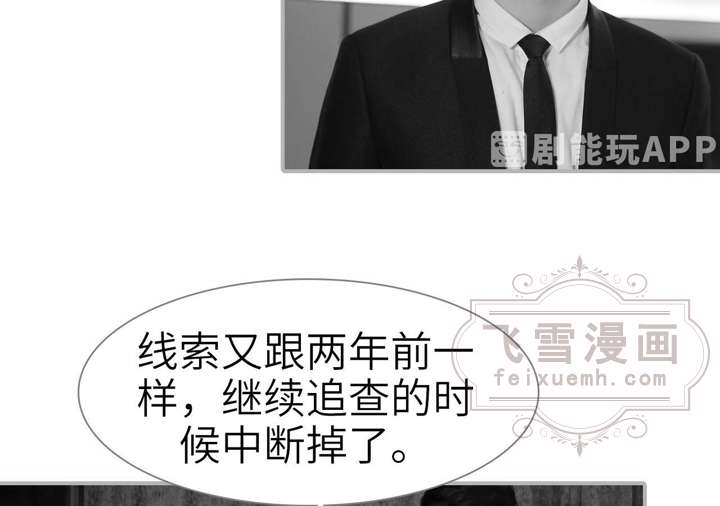 剧能玩APP
飞雪漫画
feixuemh.com
线索又跟两年前一
样，继续追查的时
候中断掉了。